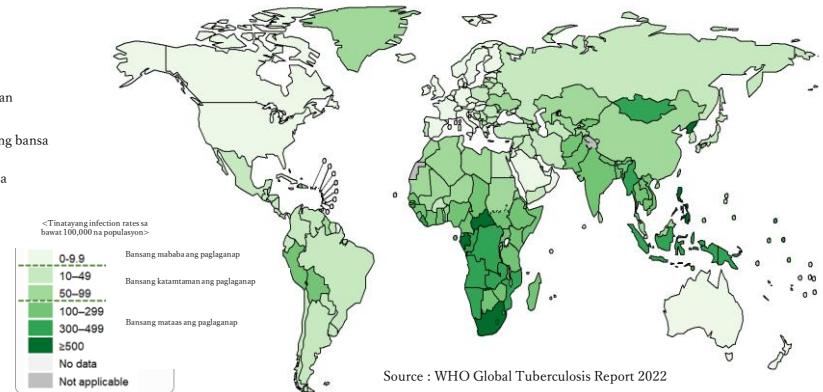 an
ng bansa
a
<Tinatayang infection rates sa
bawat 100,000 na populasyon>
0-9.9 Bansang mababa ang paglaganap
10–49
Bansang katamtaman ang paglaganap
50–99
100–299
300–499 Bansang mataas ang paglaganap
≥500
No data
Not applicable
Source : WHO Global Tuberculosis Report 2022